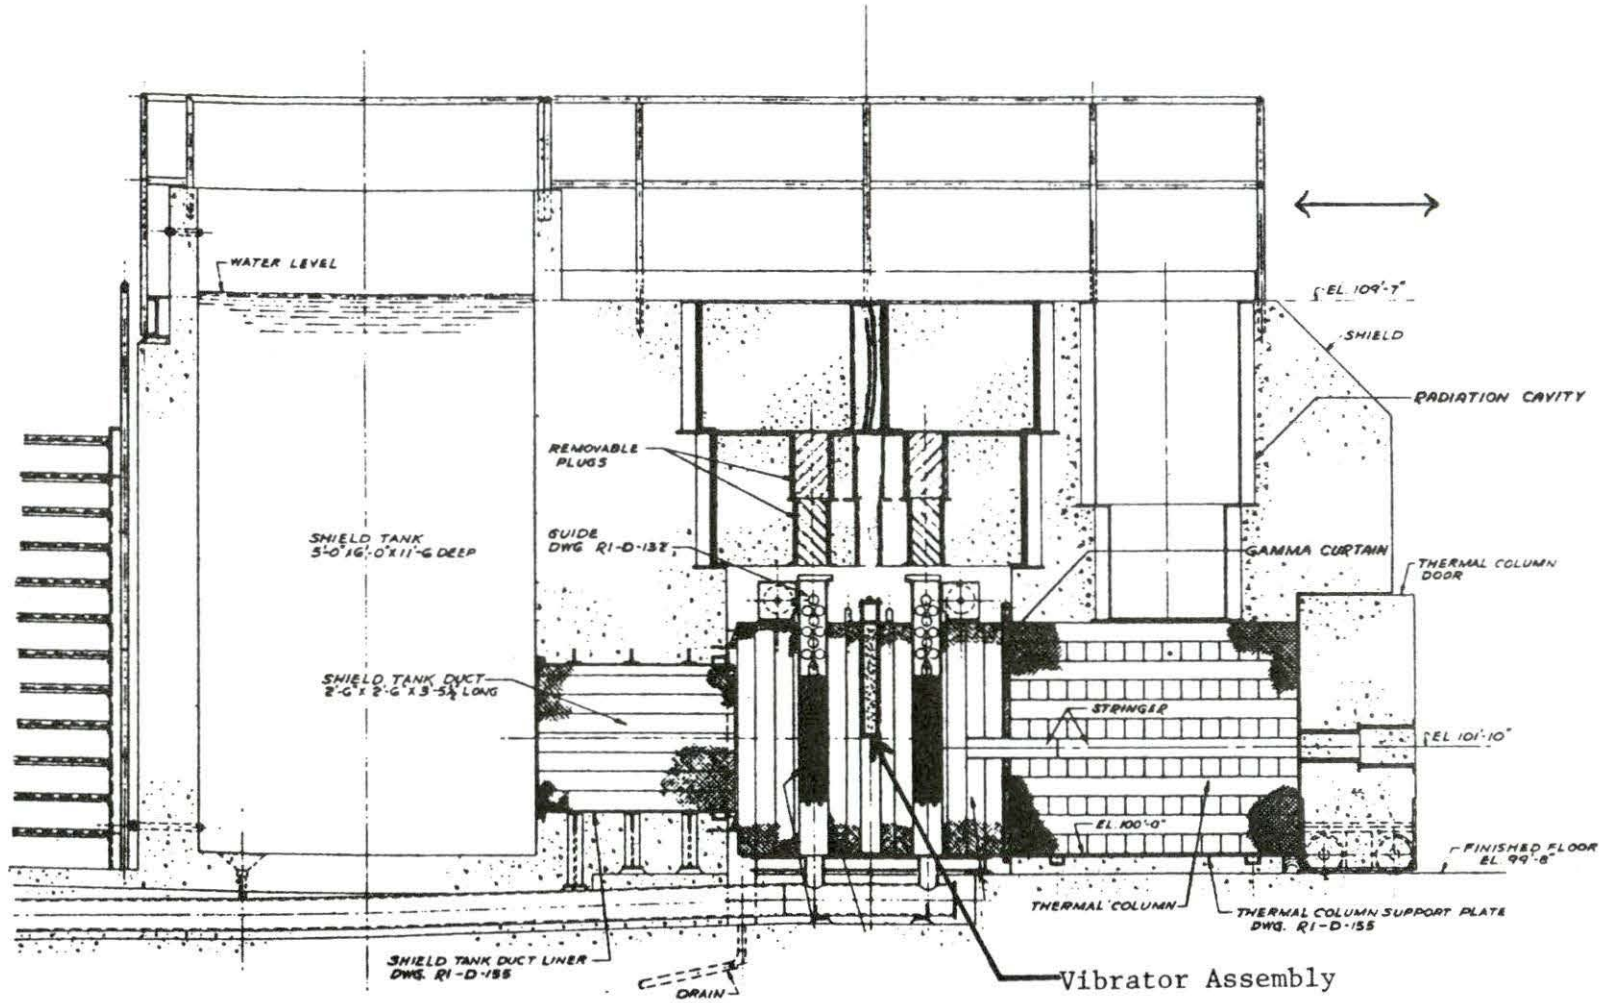 WATER LEVEL
EL. 109'-7"
SHIELD
RADIATION CAVITY
REMOVABLE
PLUGS
SHIELD TANK
5'-0"X6'-0"X11'-6 DEEP
GUIDE
DWG R1-D-137
GAMMA CURTAIN
THERMAL COLUMN
DOOR
SHIELD TANK DUCT
2'-6"X 2'-6"X 3'-5½ LONG
STRINGER
EL. 101'-10"
EL. 100'-0"
FINISHED FLOOR
EL. 99'-8"
THERMAL COLUMN
THERMAL COLUMN SUPPORT PLATE
DWG. R1-D-155
SHIELD TANK DUCT LINER
DWG. R1-D-155
DRAIN
Vibrator Assembly